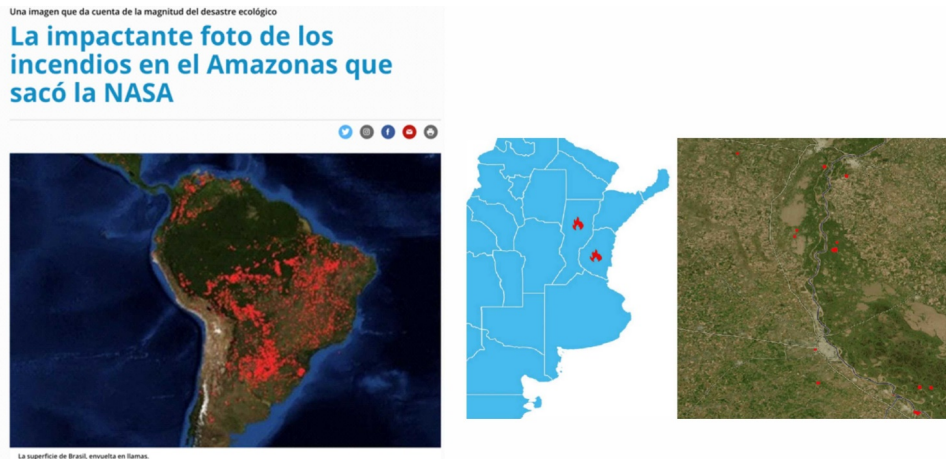 Una imagen que da cuenta de la magnitud del desastre ecológico
La impactante foto de los
incendios en el Amazonas que
sacó la NASA
La superficie de Brasil, envuelta en llamas.